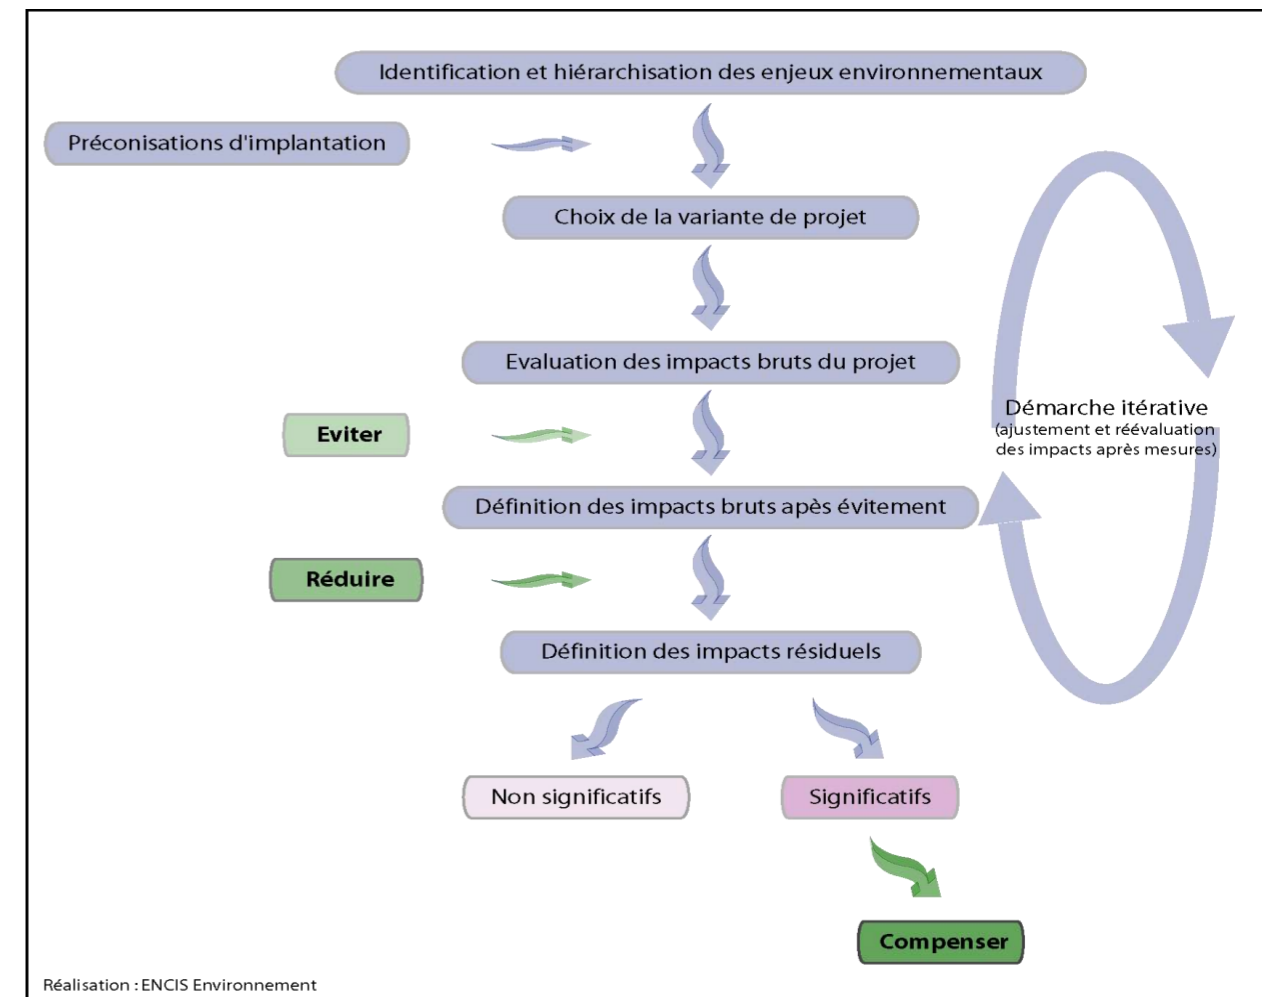 Identification et hiérarchisation des enjeux environnementaux
Préconisations d'implantation
Choix de la variante de projet
Evaluation des impacts bruts du projet
Démarche itérative
(ajustement et réévaluation
des impacts après mesures)
Eviter
Définition des impacts bruts apès évitement
Réduire
Définition des impacts résiduels
Non significatifs
Significatifs
Compenser
Réalisation : ENCIS Environnement